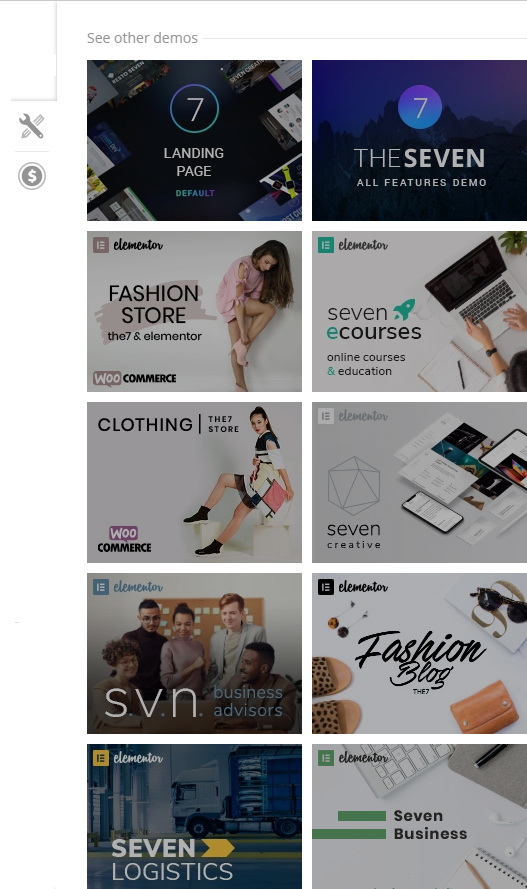 See other demos
7
LANDING
PAGE
DEFAULT
7
THE SEVEN
ALL FEATURES DEMO
elementor
FASHION
STORE
the7 & elementor
WOO COMMERCE
elementor
seven
ecourses
online courses
& education
CLOTHING | THE7
STORE
WOO
COMMERCE
elementor
seven
creative
elementor
s.v.n. business
advisors
elementor
Fashion
Blog
THE7
elementor
SEVEN
LOGISTICS
elementor
Seven
Business